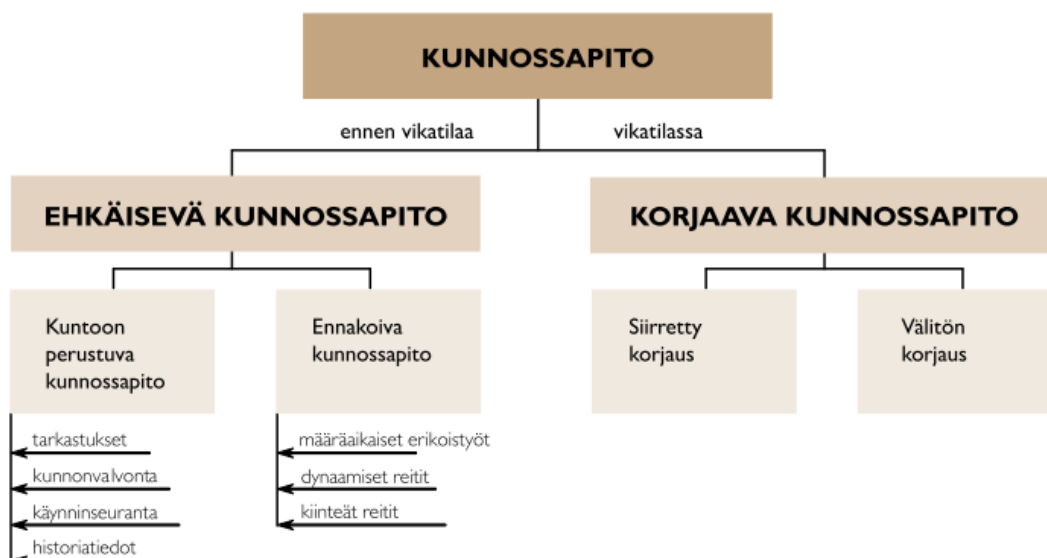 KUNNOSSAPITO
ennen vikatilaa
vikatilassa
EHKÄISEVÄ KUNNOSSAPITO
KORJAAVA KUNNOSSAPITO
Kuntoon
perustuva
kunnossapito
Ennakoiva
kunnossapito
Siirretty
korjaus
Välitön
korjaus
tarkastukset
kunnonvalvonta
käynninseuranta
historiatiedot
määräaikaiset erikoistyöt
dynaamiset reitit
kiinteät reitit